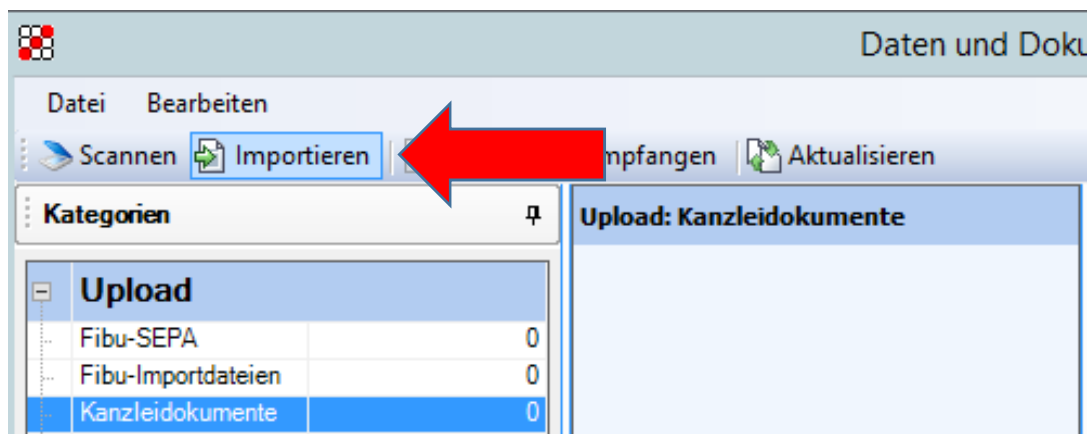 Daten und Doku
Datei Bearbeiten
Scannen Importieren mpfangen Aktualisieren
Kategorien
Upload: Kanzleidokumente
Upload
Fibu-SEPA 0
Fibu-Importdateien 0
Kanzleidokumente 0